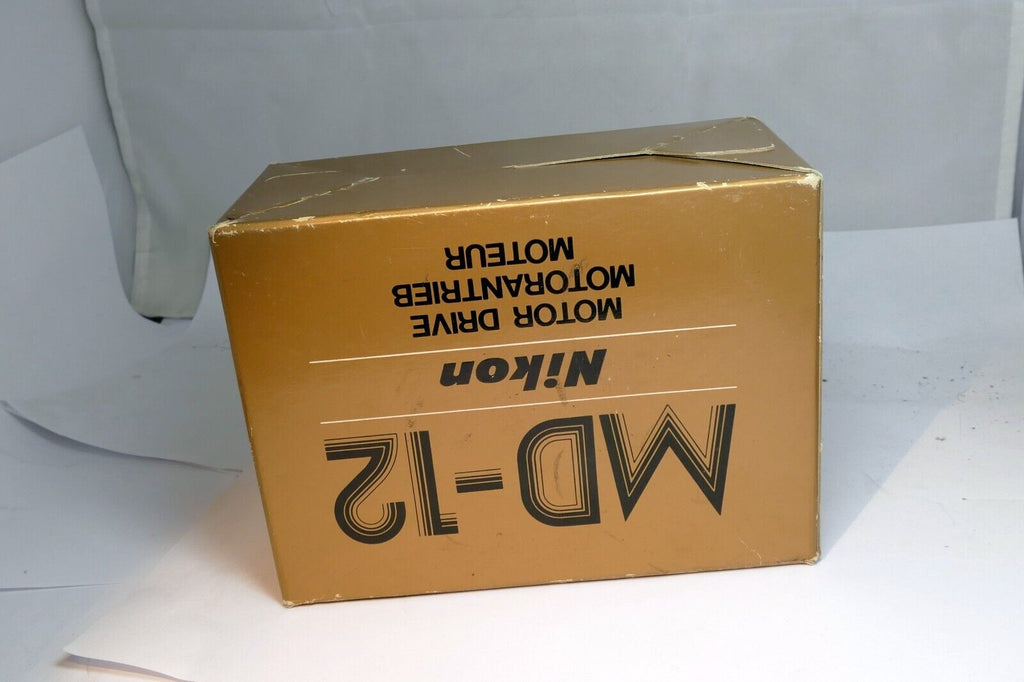 MD-12
Nikon
MOTOR DRIVE
MOTORANTRIEB
MOTEUR